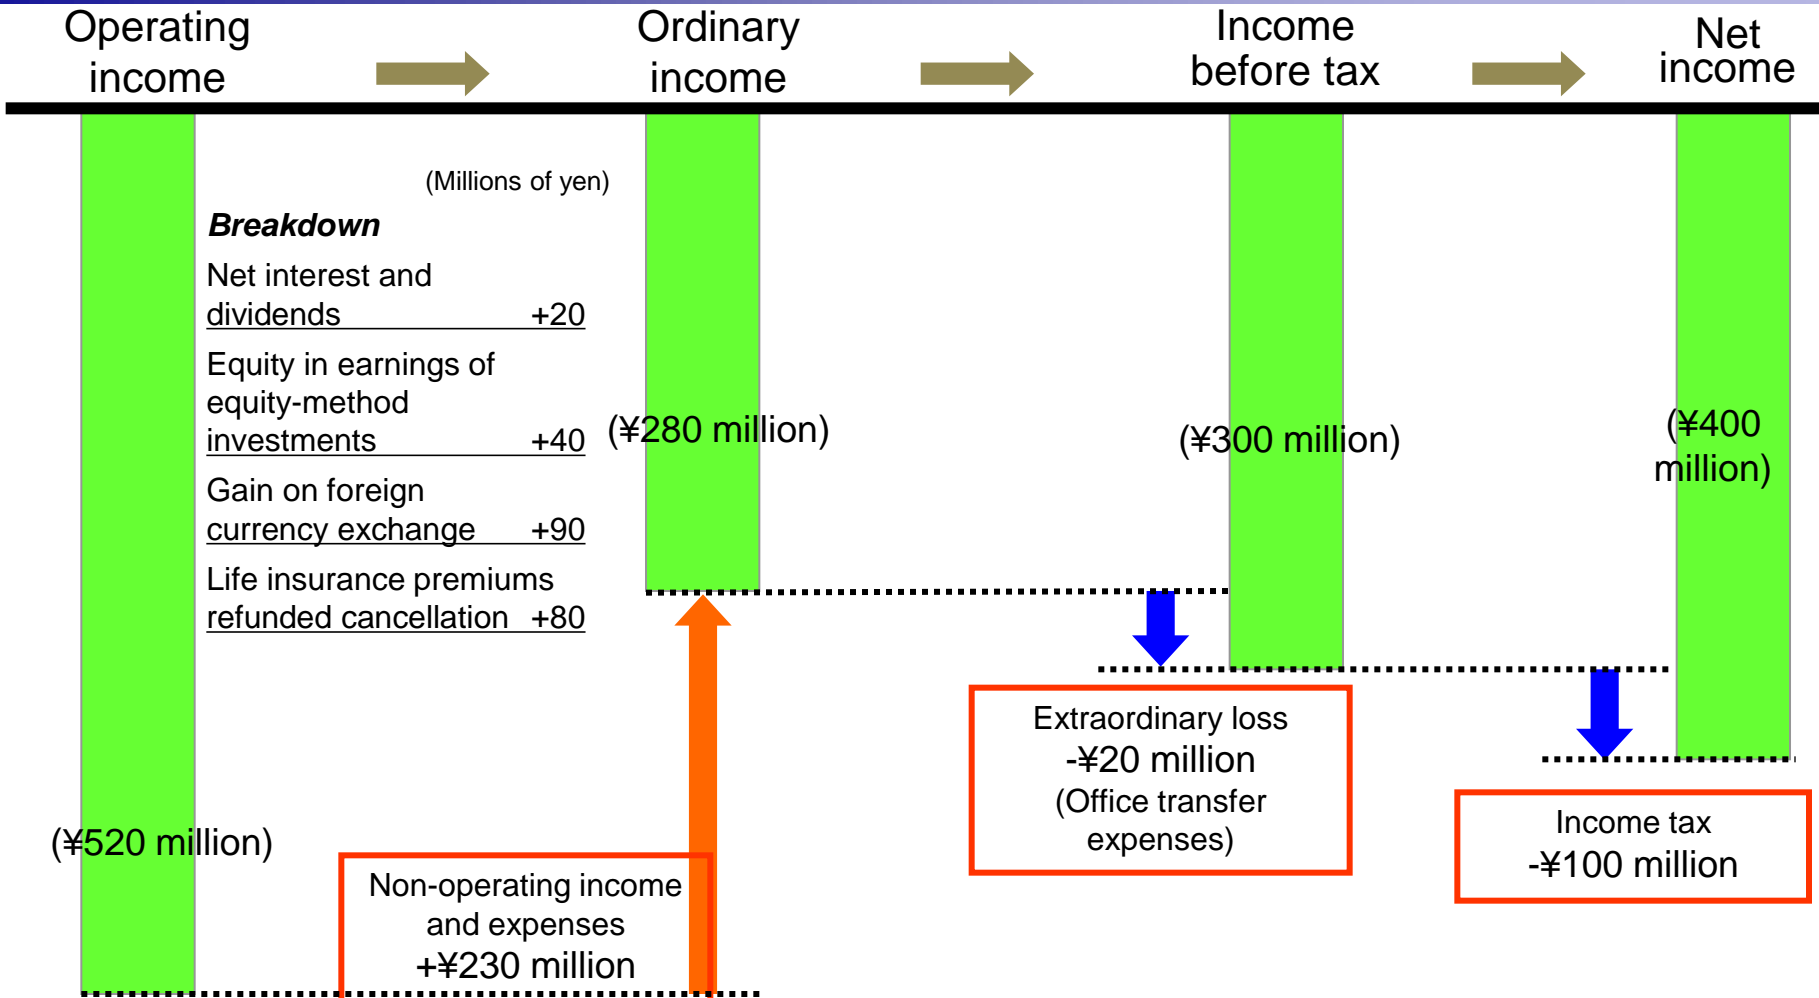 Operating
income
Ordinary
income
Income
before tax
Net
income
(Millions of yen)
Breakdown
Net interest and
dividends +20
Equity in earnings of
equity-method
investments +40
Gain on foreign
currency exchange +90
Life insurance premiums
refunded cancellation +80
(¥520 million)
(¥280 million)
(¥300 million)
(¥400
million)
Non-operating income
and expenses
+¥230 million
Extraordinary loss
-¥20 million
(Office transfer
expenses)
Income tax
-¥100 million